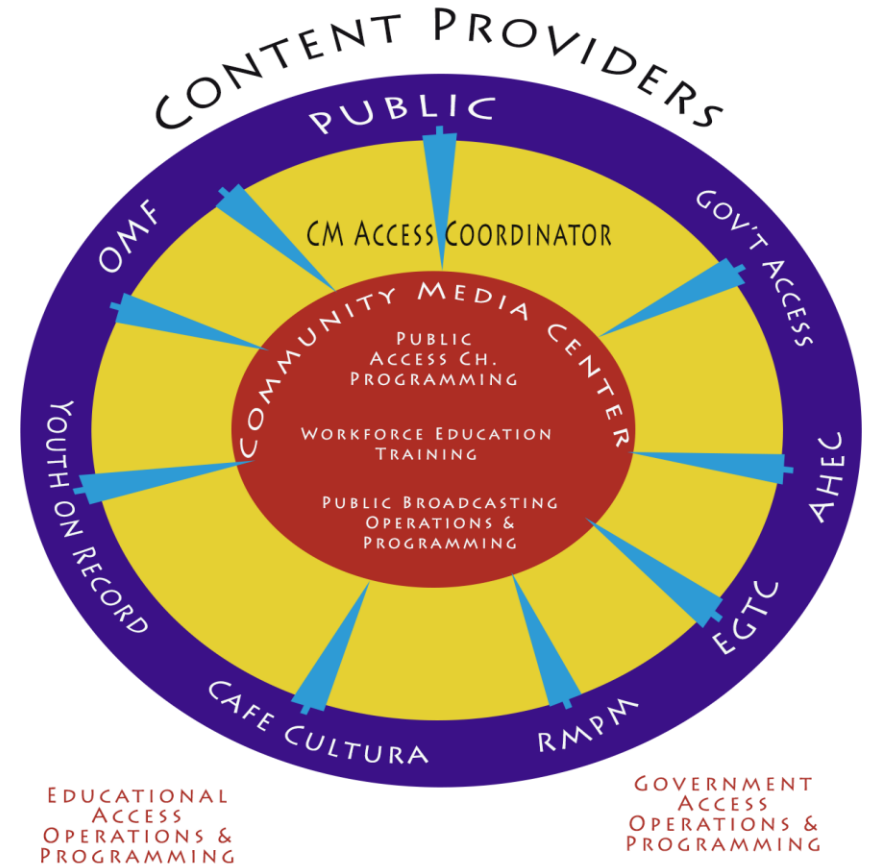 Content Providers
Public
OMF
Gov't Access
CM Access Coordinator
Community Media Center
Public
Access Ch.
Programming
Workforce Education
Training
Public Broadcasting
Operations &
Programming
Youth on Record
AHEC
EGTC
Cafe Cultura
RMPM
Educational
Access
Operations &
Programming
Government
Access
Operations &
Programming